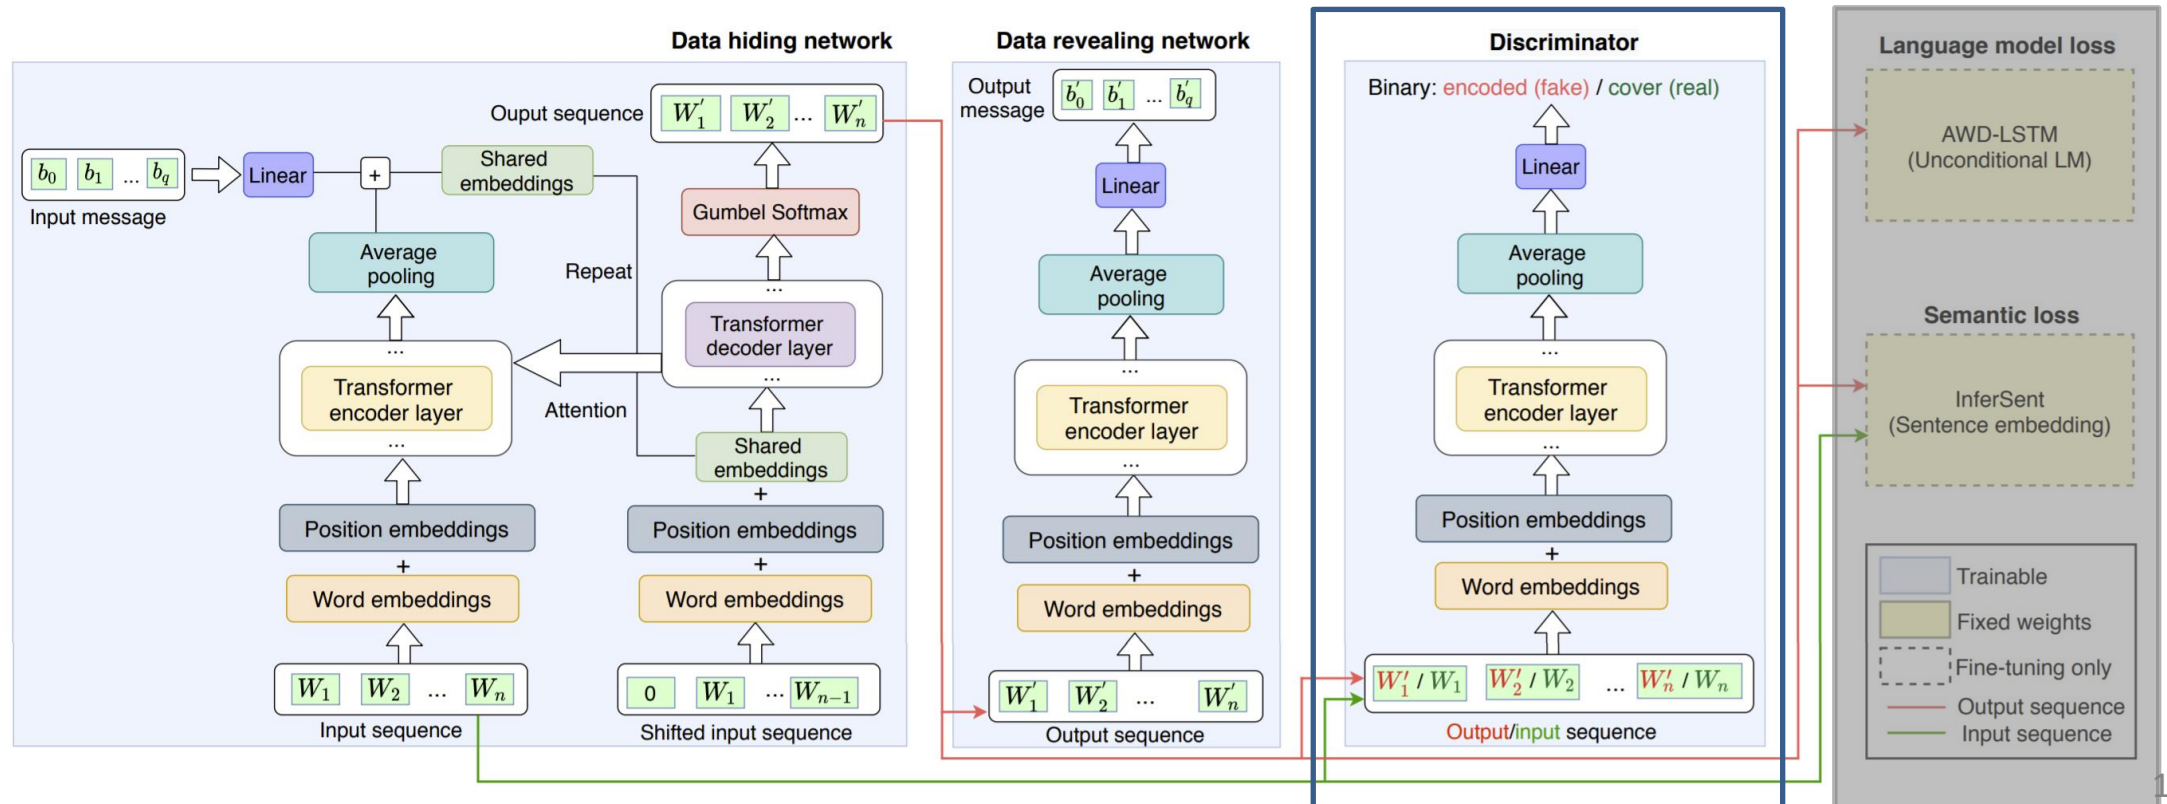 Data hiding network
Ouput sequence
W′1 W′2 ... W′n
b0 b1 ... bq
Input message
Linear
+
Shared
embeddings
Gumbel Softmax
Average
pooling
Repeat
...
Transformer
decoder layer
...
...
Transformer
encoder layer
...
Attention
Shared
embeddings
+
Position embeddings
+
Word embeddings
Position embeddings
+
Word embeddings
W1 W2 ... Wn
Input sequence
0 W1 ... Wn−1
Shifted input sequence
Data revealing network
Output
message
b′0 b′1 ... b′q
Linear
Average
pooling
...
Transformer
encoder layer
...
Position embeddings
+
Word embeddings
W′1 W′2 ... W′n
Output sequence
Discriminator
Binary: encoded (fake) / cover (real)
Linear
Average
pooling
...
Transformer
encoder layer
...
Position embeddings
+
Word embeddings
W′1 / W1 W′2 / W2 ... W′n / Wn
Output/input sequence
Language model loss
AWD-LSTM
(Unconditional LM)
Semantic loss
InferSent
(Sentence embedding)
Trainable
Fixed weights
Fine-tuning only
Output sequence
Input sequence